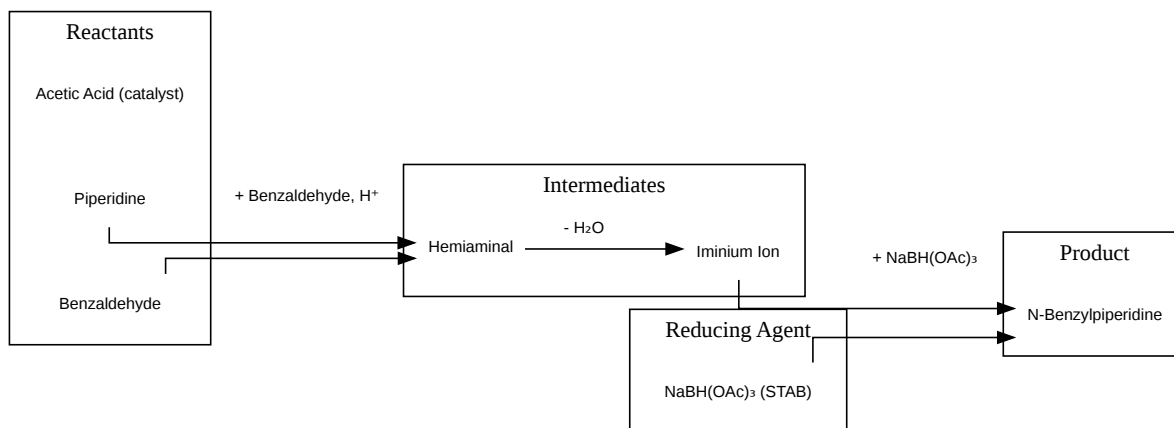 Reactants
Acetic Acid (catalyst)
Piperidine
Benzaldehyde
+ Benzaldehyde, H⁺
Intermediates
Hemiaminal
- H₂O
Iminium Ion
Reducing Agent
NaBH(OAc)₃ (STAB)
+ NaBH(OAc)₃
Product
N-Benzylpiperidine